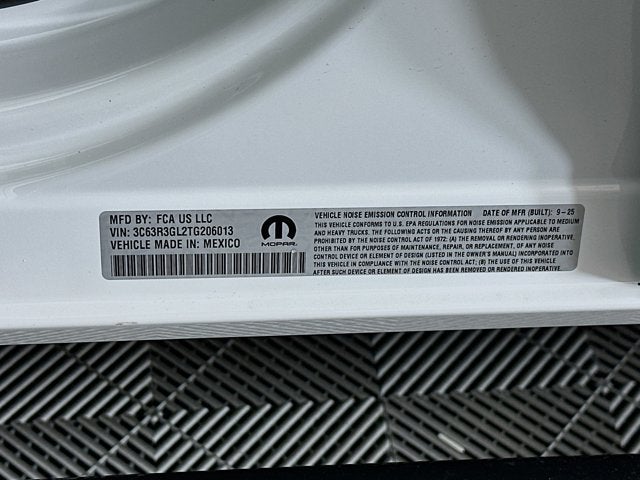 MFD BY: FCA US LLC
VIN: 3C63R3GL2TG206013
VEHICLE MADE IN: MEXICO
MOPAR
VEHICLE NOISE EMISSION CONTROL INFORMATION DATE OF MFR (BUILT): 9-25
THIS VEHICLE CONFORMS TO U.S. EPA REGULATIONS FOR NOISE EMISSION APPLICABLE TO MEDIUM
AND HEAVY TRUCKS. THE FOLLOWING ACTS OR THE CAUSING THEREOF BY ANY PERSON ARE
PROHIBITED BY THE NOISE CONTROL ACT OF 1972: (A) THE REMOVAL OR RENDERING INOPERATIVE,
OTHER THAN FOR PURPOSES OF MAINTENANCE, REPAIR, OR REPLACEMENT, OF ANY NOISE
CONTROL DEVICE OR ELEMENT OF DESIGN (LISTED IN THE OWNER'S MANUAL) INCORPORATED INTO
THIS VEHICLE IN COMPLIANCE WITH THE NOISE CONTROL ACT; (B) THE USE OF THIS VEHICLE
AFTER SUCH DEVICE OR ELEMENT OF DESIGN HAS BEEN REMOVED OR RENDERED INOPERATIVE.